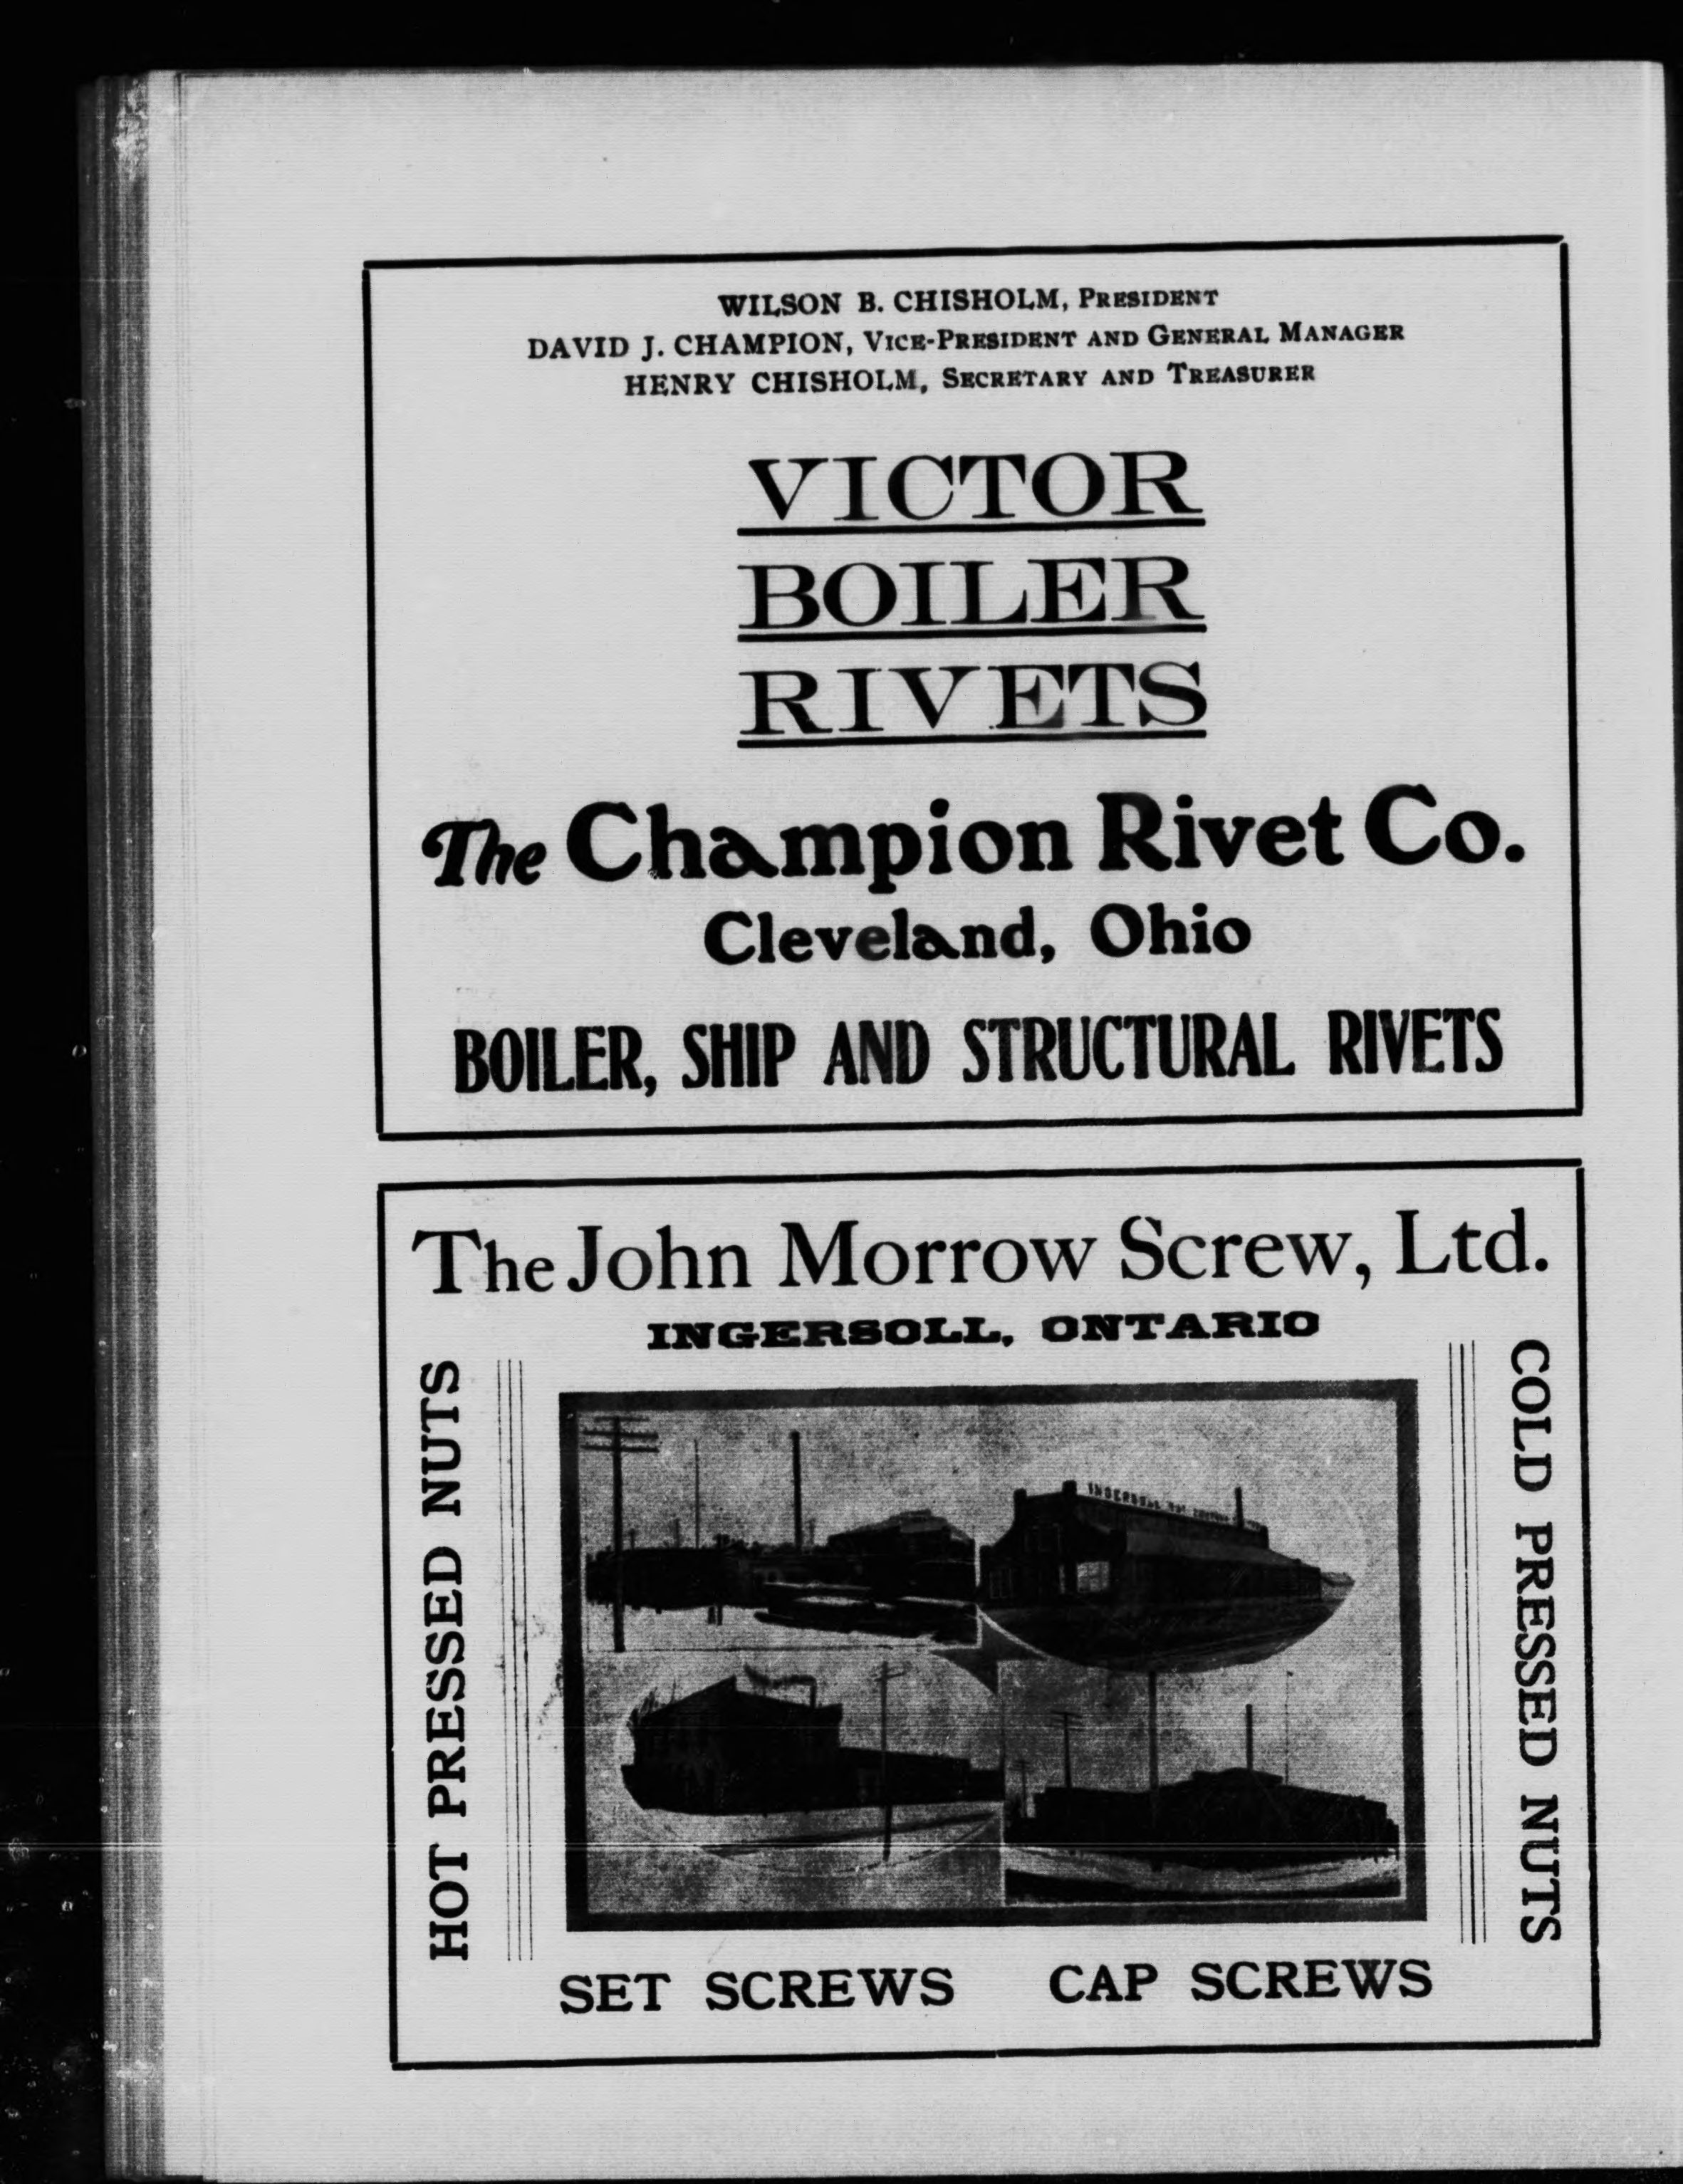 WILSON B. CHISHOLM, PRESIDENT
DAVID J. CHAMPION, VICE-PRESIDENT AND GENERAL MANAGER
HENRY CHISHOLM, SECRETARY AND TREASURER
VICTOR
BOILER
RIVETS
The Champion Rivet Co.
Cleveland, Ohio
BOILER, SHIP AND STRUCTURAL RIVETS
The John Morrow Screw, Ltd.
INGERSOLL, ONTARIO
HOT PRESSED NUTS
INGERSOLL NUT
COLD PRESSED NUTS
SET SCREWS CAP SCREWS